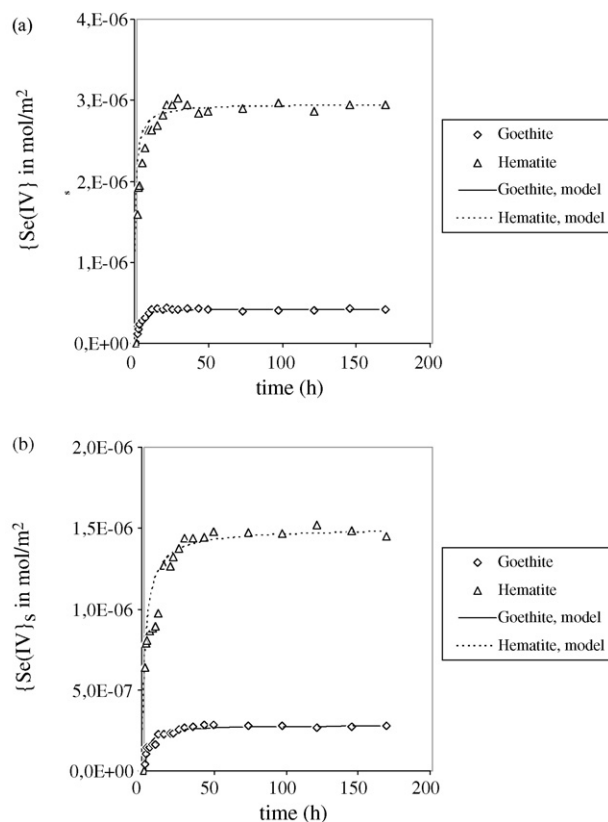 (a)
4,E-06
3,E-06
2,E-06
1,E-06
0,E+00
{Se(IV} in mol/m2
s
0 50 100 150 200
time (h)
Goethite
Hematite
Goethite, model
Hematite, model
(b)
2,0E-06
1,5E-06
1,0E-06
5,0E-07
0,0E+00
{Se(IV}s in mol/m2
0 50 100 150 200
time (h)
Goethite
Hematite
Goethite, model
Hematite, model